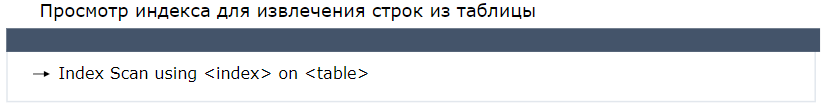 Просмотр индекса для извлечения строк из таблицы
→ Index Scan using <index> on <table>